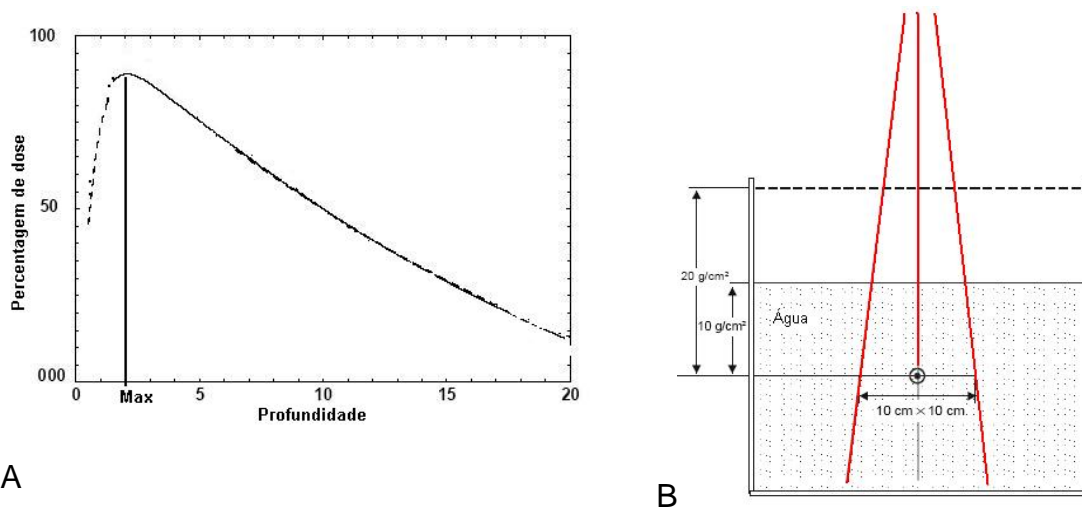 100
50
000
Percentagem de dose
0
Max
5
10
15
20
Profundidade
A
20 g/cm²
10 g/cm²
Água
10 cm × 10 cm
B